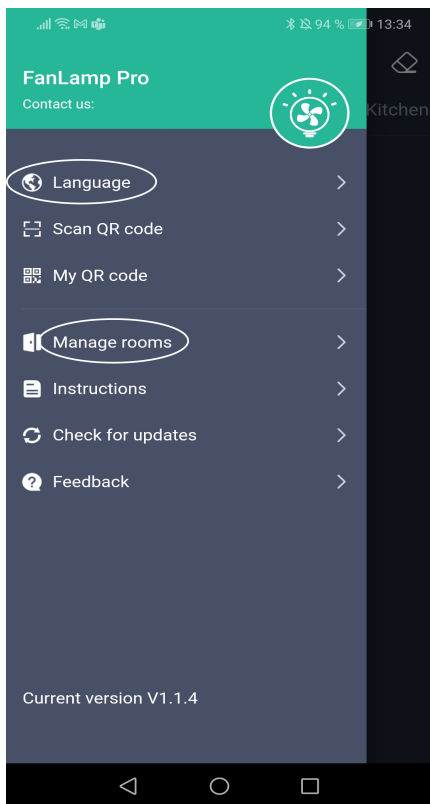 94 % 13:34
FanLamp Pro
Contact us:
Kitchen
Language
Scan QR code
My QR code
Manage rooms
Instructions
Check for updates
Feedback
Current version V1.1.4